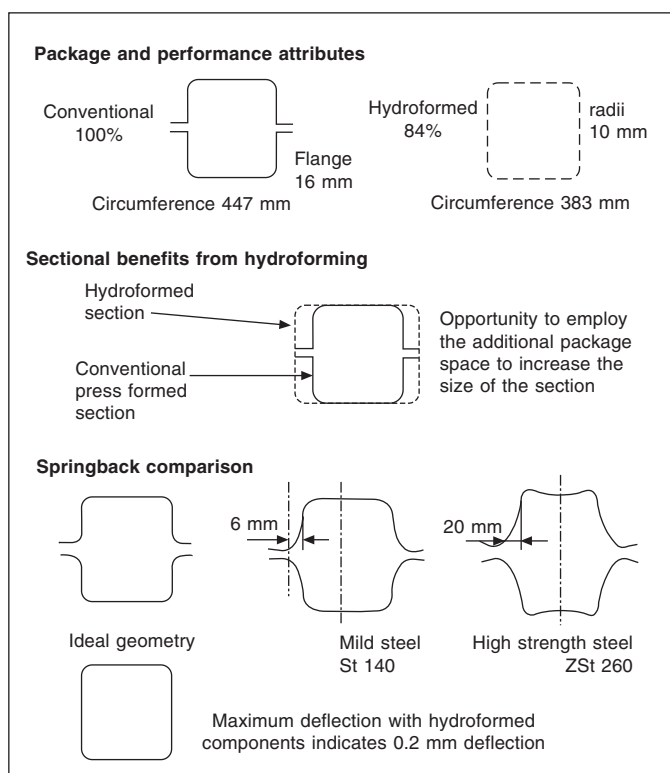 Package and performance attributes
Conventional
100%
Flange
16 mm
Circumference 447 mm
Hydroformed
84%
radii
10 mm
Circumference 383 mm
Sectional benefits from hydroforming
Hydroformed
section
Conventional
press formed
section
Opportunity to employ
the additional package
space to increase the
size of the section
Springback comparison
6 mm
20 mm
Ideal geometry
Mild steel
St 140
High strength steel
ZSt 260
Maximum deflection with hydroformed
components indicates 0.2 mm deflection